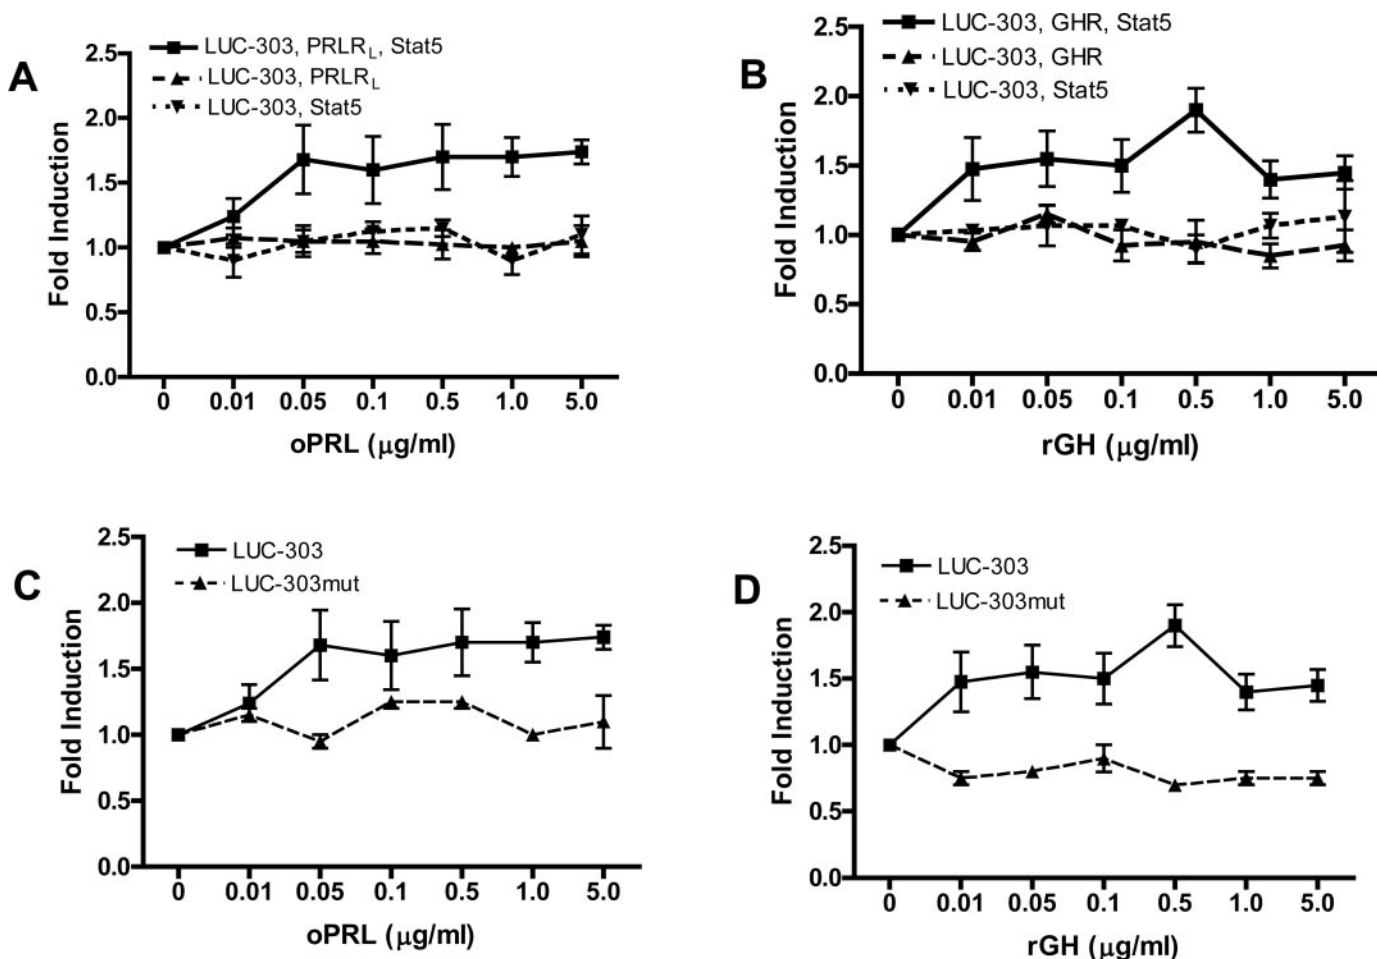 A
LUC-303, PRLRL, Stat5
LUC-303, PRLRL
LUC-303, Stat5
Fold Induction
2.5
2.0
1.5
1.0
0.5
0.0
0 0.01 0.05 0.1 0.5 1.0 5.0
oPRL (μg/ml)
B
LUC-303, GHR, Stat5
LUC-303, GHR
LUC-303, Stat5
Fold Induction
2.5
2.0
1.5
1.0
0.5
0.0
0 0.01 0.05 0.1 0.5 1.0 5.0
rGH (μg/ml)
C
LUC-303
LUC-303mut
Fold Induction
2.5
2.0
1.5
1.0
0.5
0.0
0 0.01 0.05 0.1 0.5 1.0 5.0
oPRL (μg/ml)
D
LUC-303
LUC-303mut
Fold Induction
2.5
2.0
1.5
1.0
0.5
0.0
0 0.01 0.05 0.1 0.5 1.0 5.0
rGH (μg/ml)